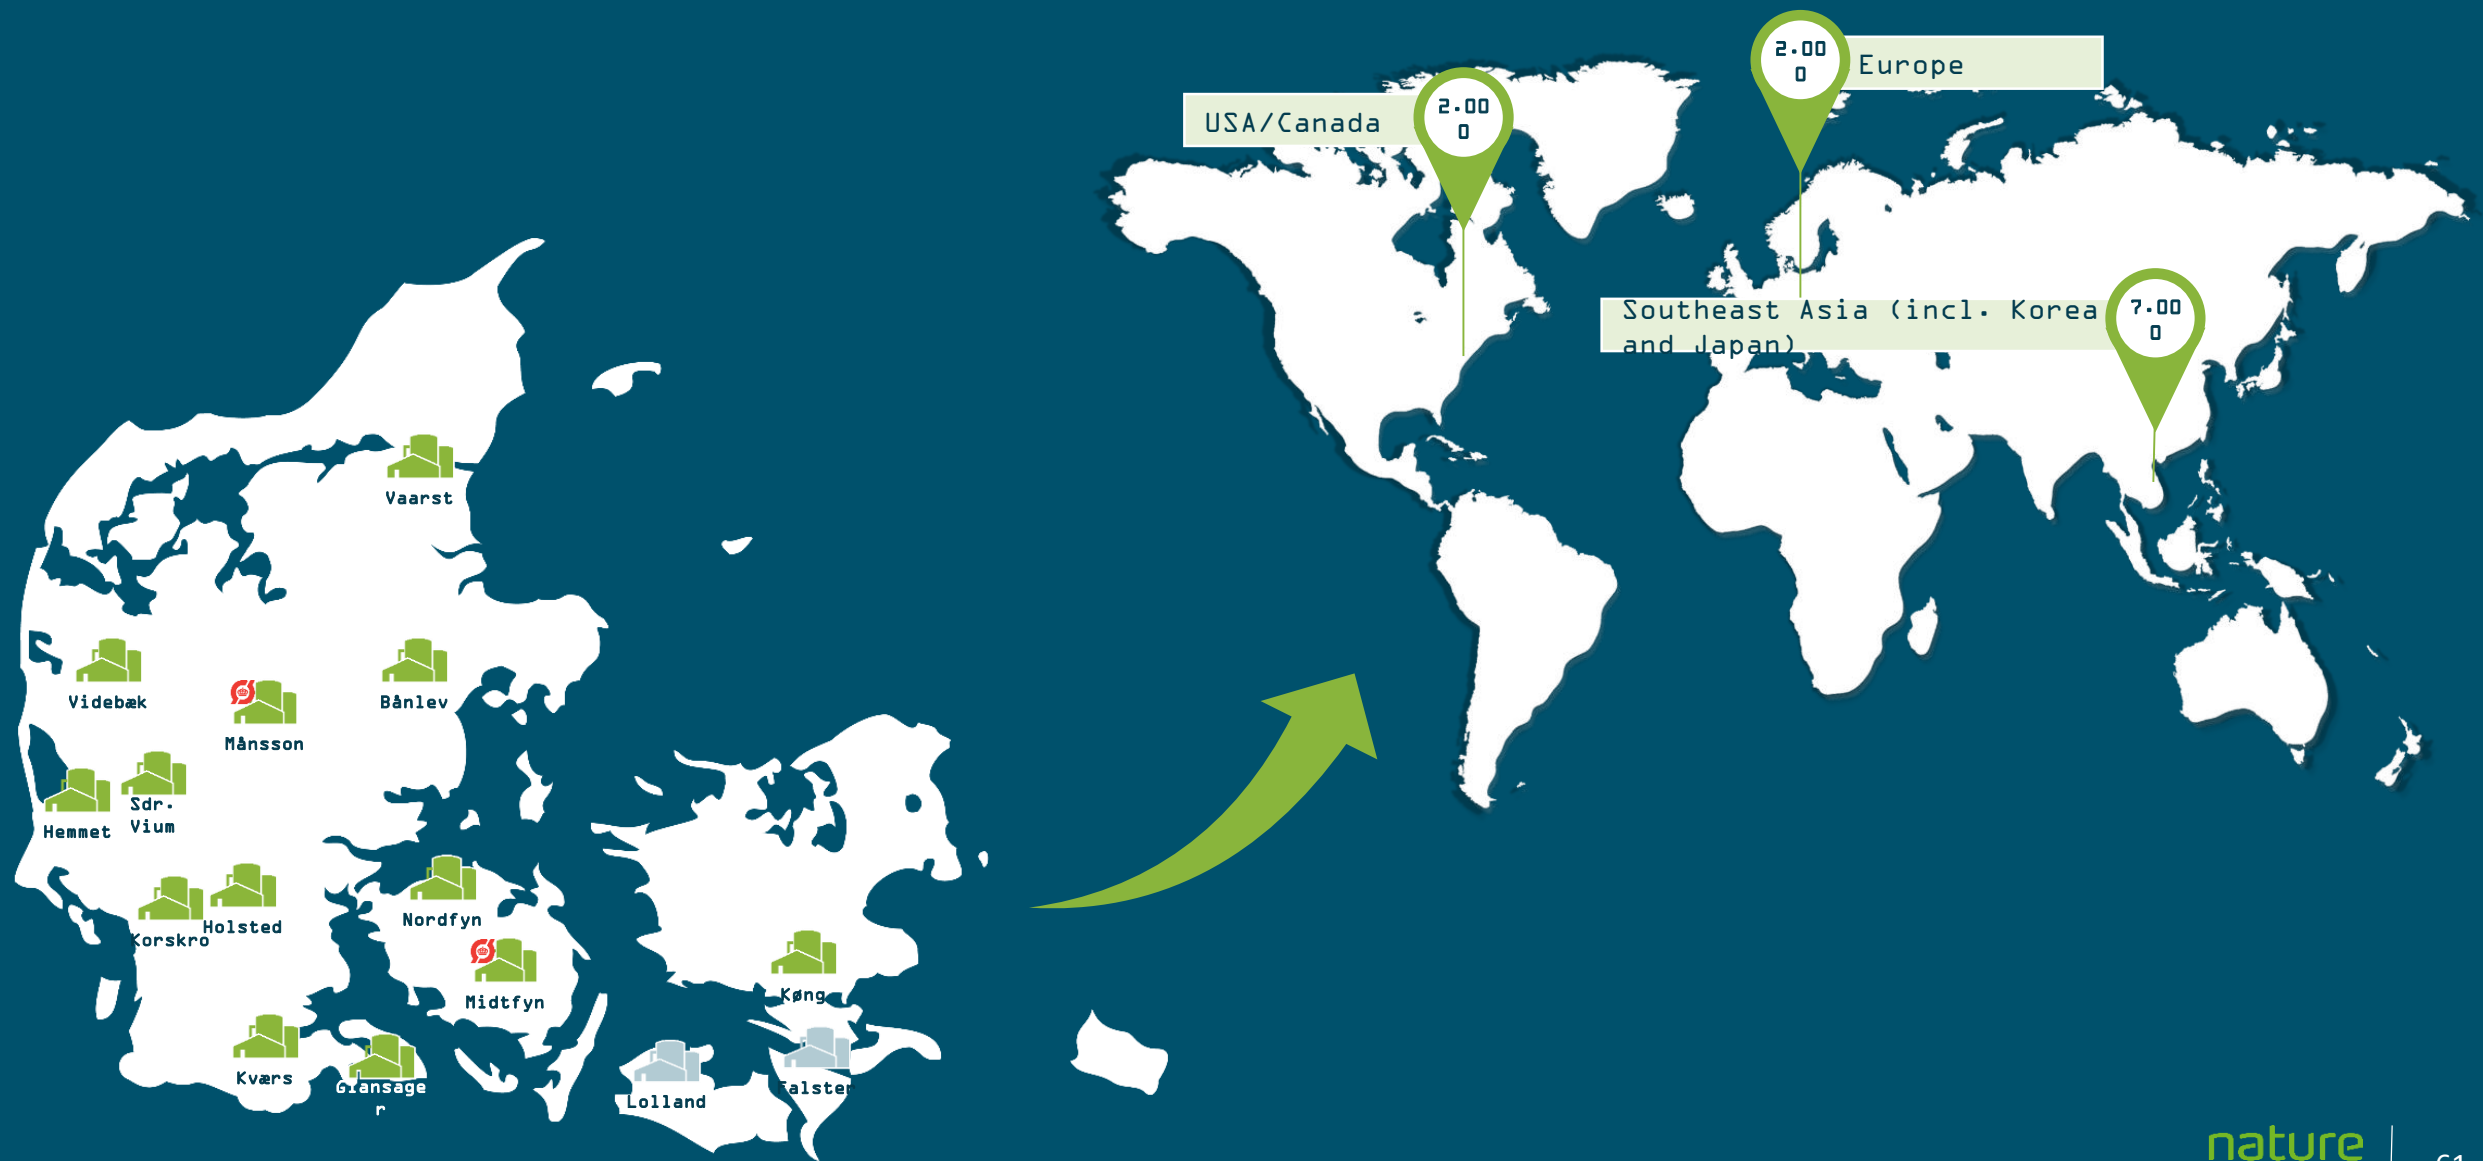 2.00
0
Europe
USA/Canada
2.00
0
Southeast Asia (incl. Korea
and Japan)
7.00
0
Vaarst
Videbæk
Månsson
Bånlev
Hemmet
Sdr.
Vium
Korskro
Holsted
Nordfyn
Midtfyn
Køng
Kværs
Glansage
r
Lolland
Falster
nature
61